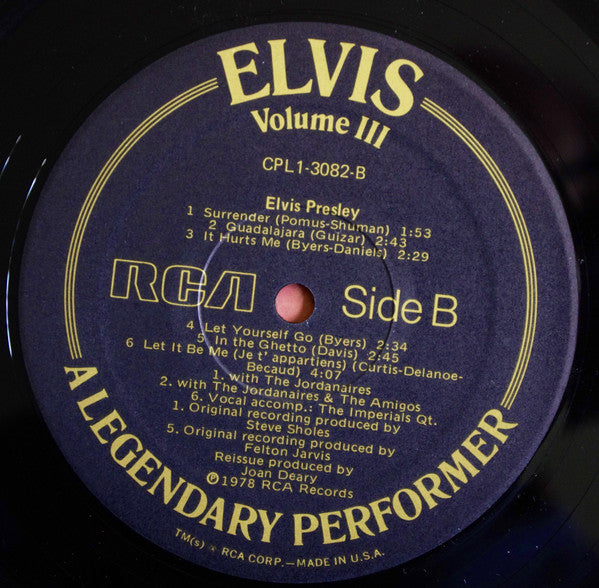 ELVIS
Volume III
CPL1-3082-B
Elvis Presley
1 Surrender (Pomus-Shuman) 1:53
2 Guadalajara (Guizar) 2:43
3 It Hurts Me (Byers-Daniels) 2:29
RCA
Side B
4 Let Yourself Go (Byers) 2:34
5 In the Ghetto (Davis) 2:45
6 Let It Be Me (Je t' appartiens) (Curtis-Delanoe-
Becaud) 4:07
1. with The Jordanaires
2. with The Jordanaires & The Amigos
6. Vocal accomp.: The Imperials Qt.
1. Original recording produced by
Steve Sholes
5. Original recording produced by
Felton Jarvis
Reissue produced by
Joan Deary
℗1978 RCA Records
A LEGENDARY PERFORMER
TM(s) ® RCA CORP.—MADE IN U.S.A.